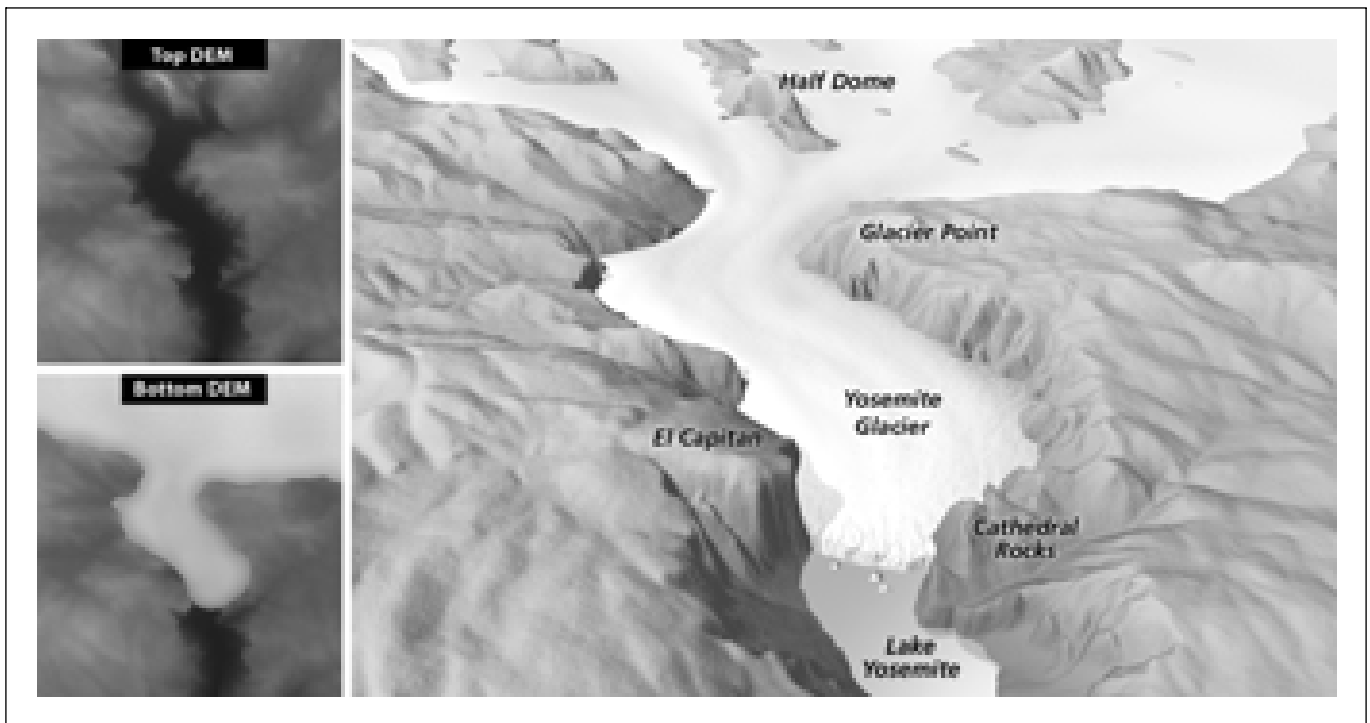 Top DEM
Bottom DEM
Half Dome
Glacier Point
Yosemite
Glacier
El Capitan
Cathedral
Rocks
Lake
Yosemite